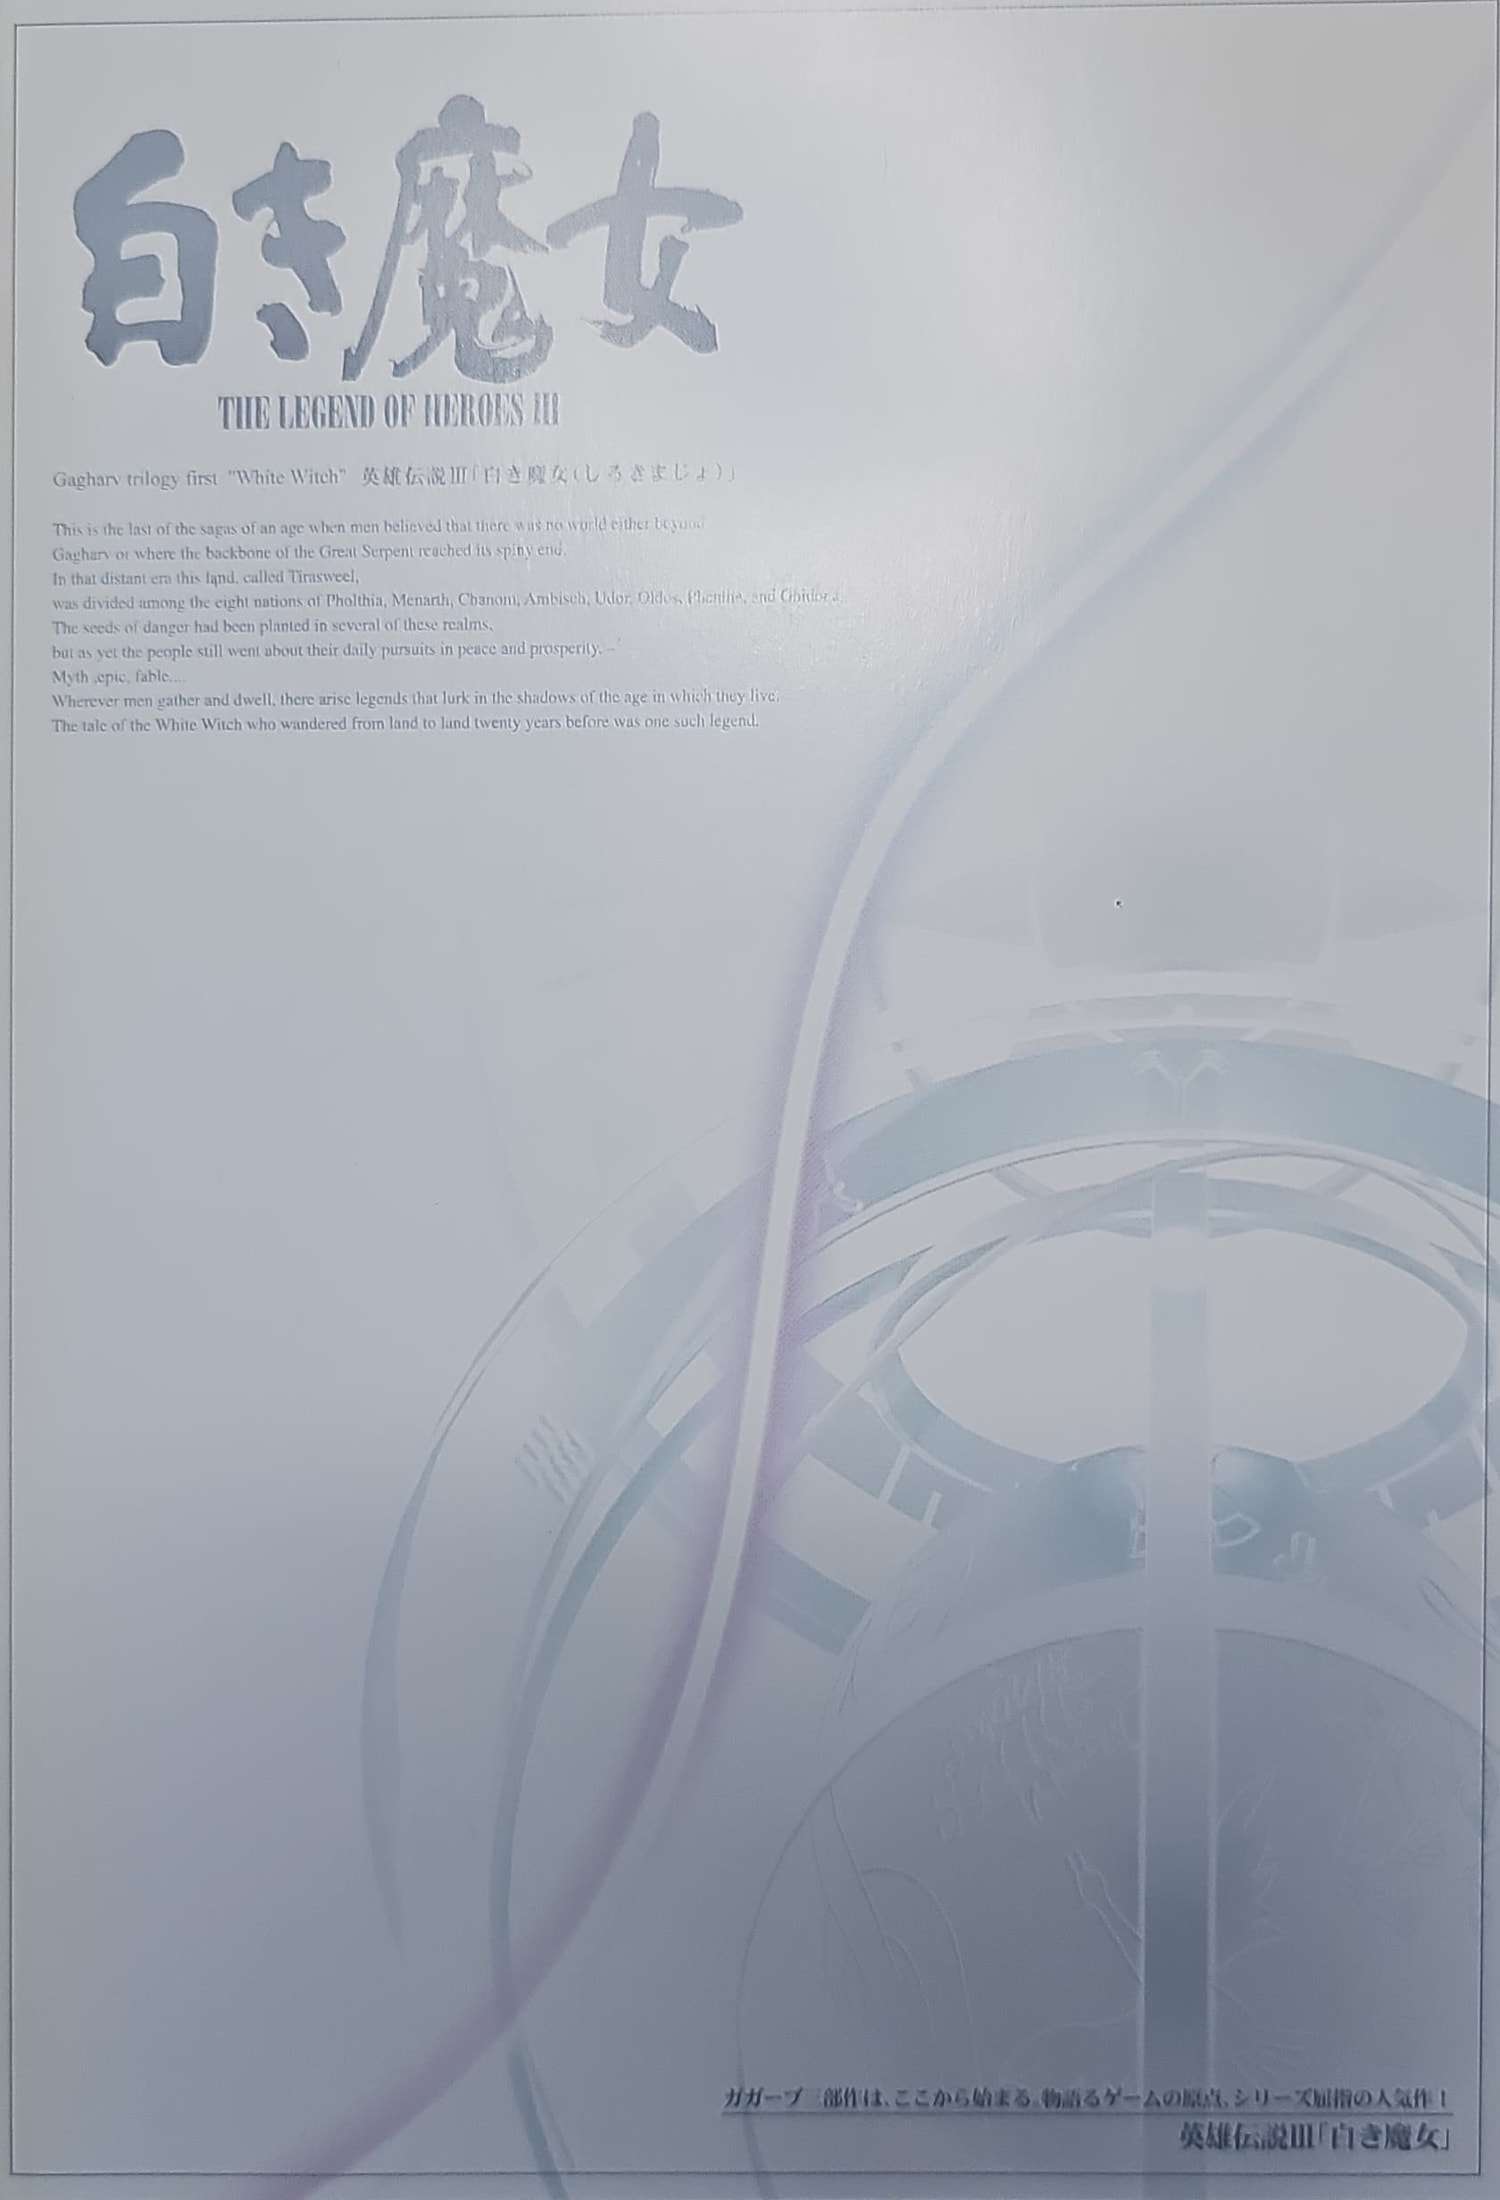 白き魔女
THE LEGEND OF HEROES III
Gagharv trilogy first "White Witch" 英雄伝説III「白き魔女(しろきまじょ)」
This is the last of the sagas of an age when men believed that there was no world either beyond
Gagharv or where the backbone of the Great Serpent reached its spiny end.
In that distant era this land, called Tirasweel,
was divided among the eight nations of Pholthia, Menarth, Chanom, Ambisch, Udor, Oldos, and
The seeds of danger had been planted in several of these realms,
but as yet the people still went about their daily pursuits in peace and prosperity. –
Myth ,epic, fable....
Wherever men gather and dwell, there arise legends that lurk in the shadows of the age in which they live;
The tale of the White Witch who wandered from land to land twenty years before was one such legend.
ガガーブ三部作は、ここから始まる。物語るゲームの原点、シリーズ屈指の人気作！
英雄伝説III「白き魔女」